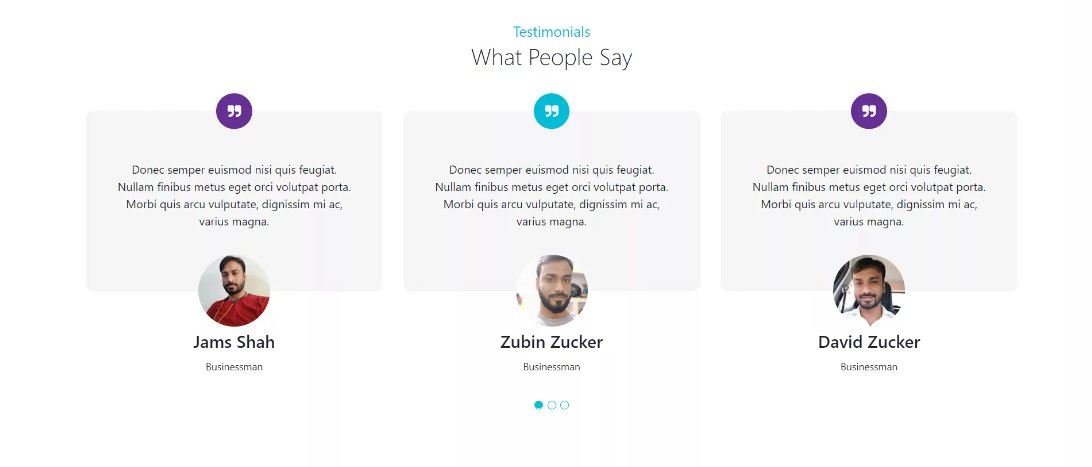 Testimonials
What People Say
Donec semper euismod nisi quis feugiat.
Nullam finibus metus eget orci volutpat porta.
Morbi quis arcu vulputate, dignissim mi ac,
varius magna.
Jams Shah
Businessman
Donec semper euismod nisi quis feugiat.
Nullam finibus metus eget orci volutpat porta.
Morbi quis arcu vulputate, dignissim mi ac,
varius magna.
Zubin Zucker
Businessman
Donec semper euismod nisi quis feugiat.
Nullam finibus metus eget orci volutpat porta.
Morbi quis arcu vulputate, dignissim mi ac,
varius magna.
David Zucker
Businessman